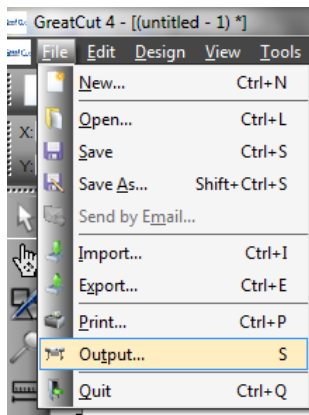 GreatCut 4 - [(untitled - 1) *]
File Edit Design View Tools
New... Ctrl+N
Open... Ctrl+L
X:
Save Ctrl+S
Y:
Save As... Shift+Ctrl+S
Send by Email...
Import... Ctrl+I
Export... Ctrl+E
Print... Ctrl+P
Output... S
Quit Ctrl+Q